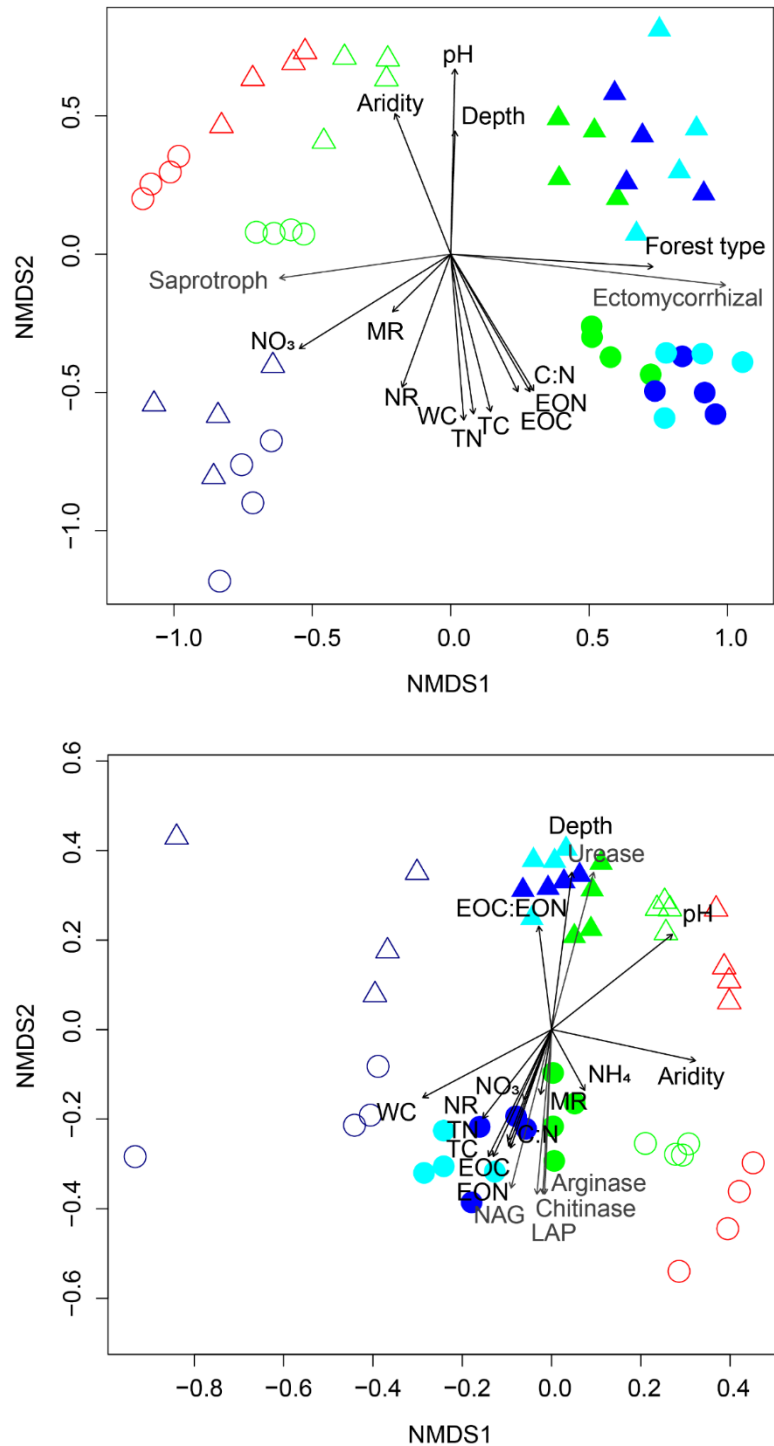 pH
Aridity
Depth
0.5
0.0
−0.5
−1.0
NMDS2
Forest type
Saprotroph
Ectomycorrhizal
NO₃
MR
NR
C:N
WC
EON
TN
TC
EOC
−1.0
−0.5
0.0
0.5
1.0
NMDS1
0.6
0.4
0.2
0.0
−0.2
−0.4
−0.6
NMDS2
Depth
Urease
EOC:EON
pH
NH₄
Aridity
WC
NO₃
NR
MR
TN
C:N
TC
EOC
Arginase
EON
Chitinase
NAG
LAP
−0.8
−0.6
−0.4
−0.2
0.0
0.2
0.4
NMDS1